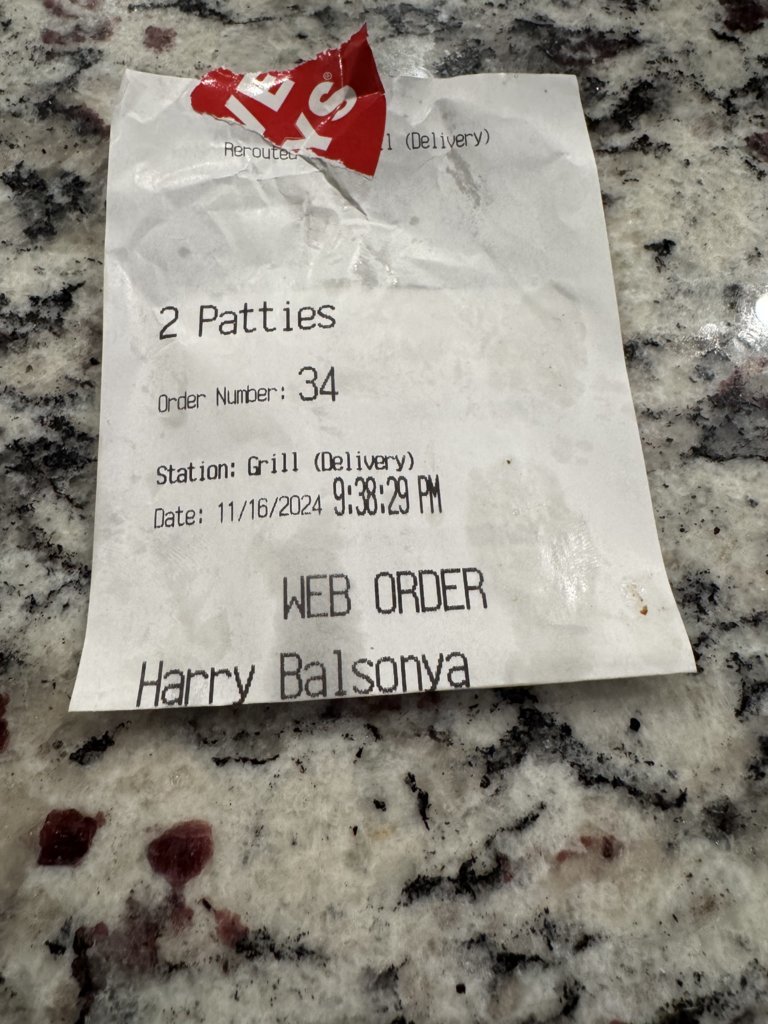 XS®
Rerouted (Delivery)
2 Patties
Order Number: 34
Station: Grill (Delivery)
Date: 11/16/2024 9:38:29 PM
WEB ORDER
Harry Balsonya